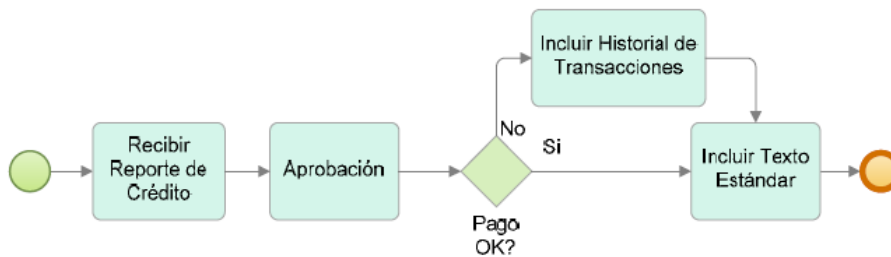 Incluir Historial de
Transacciones
Recibir
Reporte de
Crédito
Aprobación
No
Si
Pago
OK?
Incluir Texto
Estándar